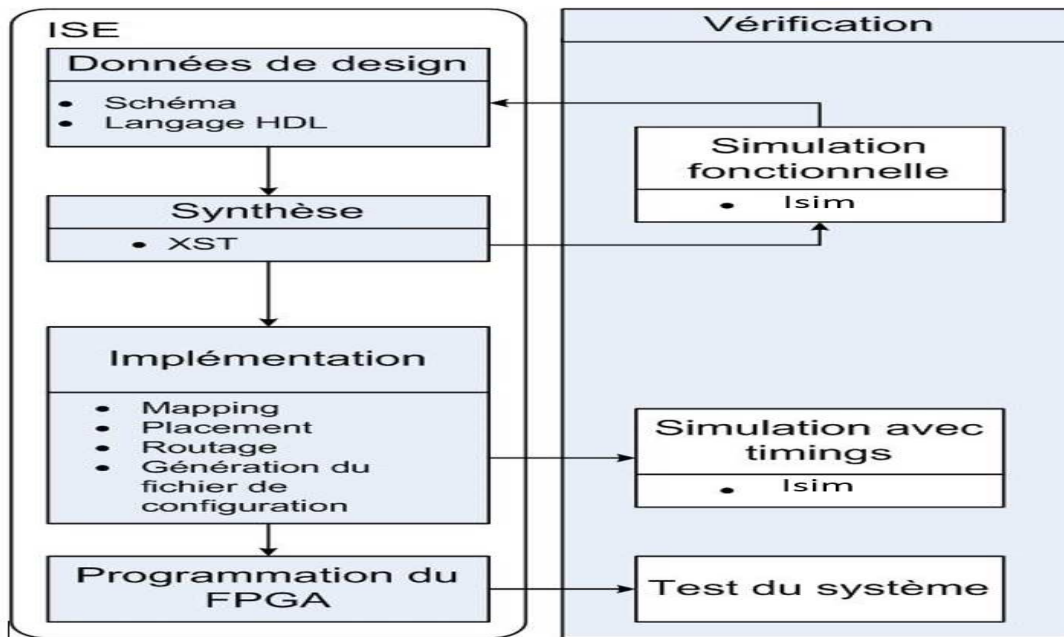 ISE
Données de design
• Schéma
• Langage HDL
Synthèse
• XST
Implémentation
• Mapping
• Placement
• Routage
• Génération du
fichier de
configuration
Programmation du
FPGA
Vérification
Simulation
fonctionnelle
• Isim
Simulation avec
timings
• Isim
Test du système